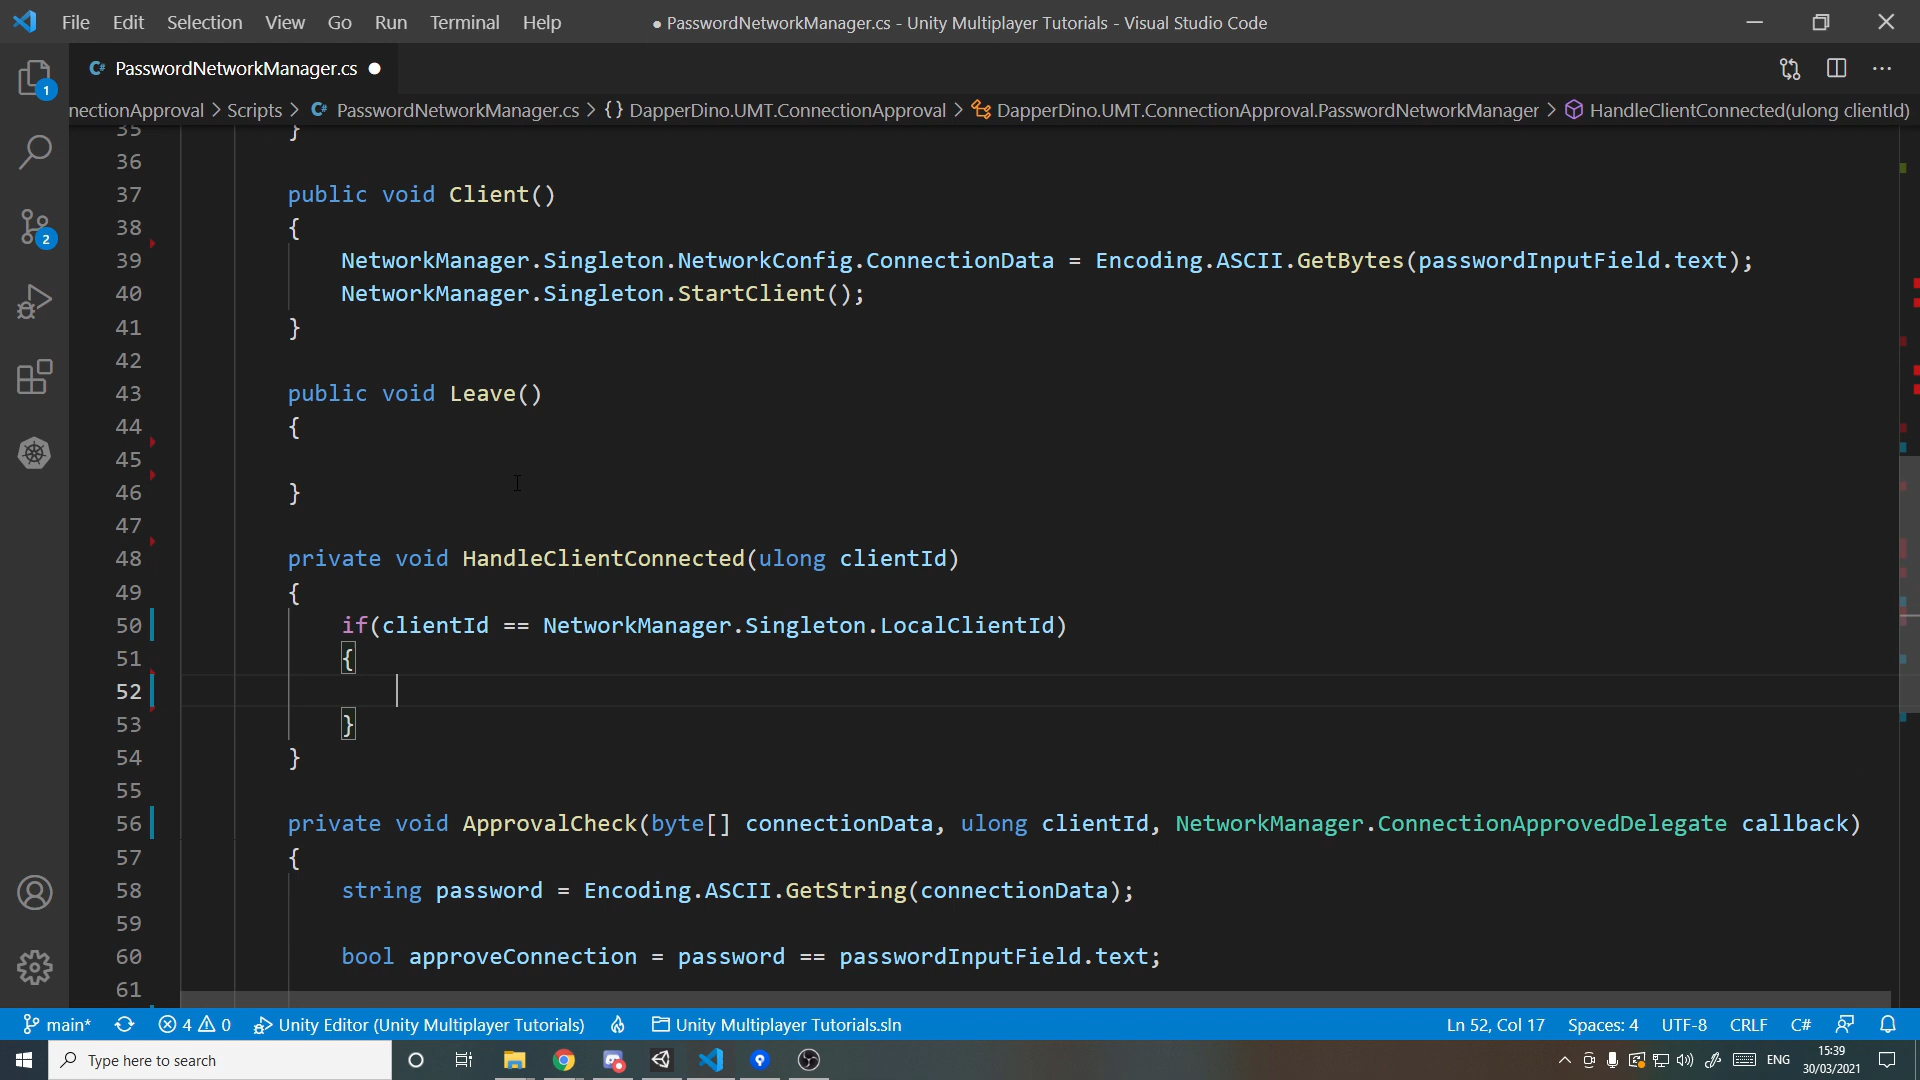 File Edit Selection View Go Run Terminal Help ● PasswordNetworkManager.cs - Unity Multiplayer Tutorials - Visual Studio Code
C# PasswordNetworkManager.cs ●
nectionApproval > Scripts > C# PasswordNetworkManager.cs > {} DapperDino.UMT.ConnectionApproval > DapperDino.UMT.ConnectionApproval.PasswordNetworkManager > HandleClientConnected(ulong clientId)
35 }
36
37 public void Client()
38 {
39 NetworkManager.Singleton.NetworkConfig.ConnectionData = Encoding.ASCII.GetBytes(passwordInputField.text);
40 NetworkManager.Singleton.StartClient();
41 }
42
43 public void Leave()
44 {
45
46 }
47
48 private void HandleClientConnected(ulong clientId)
49 {
50 if(clientId == NetworkManager.Singleton.LocalClientId)
51 {
52
53 }
54 }
55
56 private void ApprovalCheck(byte[] connectionData, ulong clientId, NetworkManager.ConnectionApprovedDelegate callback)
57 {
58 string password = Encoding.ASCII.GetString(connectionData);
59
60 bool approveConnection = password == passwordInputField.text;
61
1
2
main* 4 0 Unity Editor (Unity Multiplayer Tutorials) Unity Multiplayer Tutorials.sln Ln 52, Col 17 Spaces: 4 UTF-8 CRLF C#
Type here to search ENG 15:39
30/03/2021